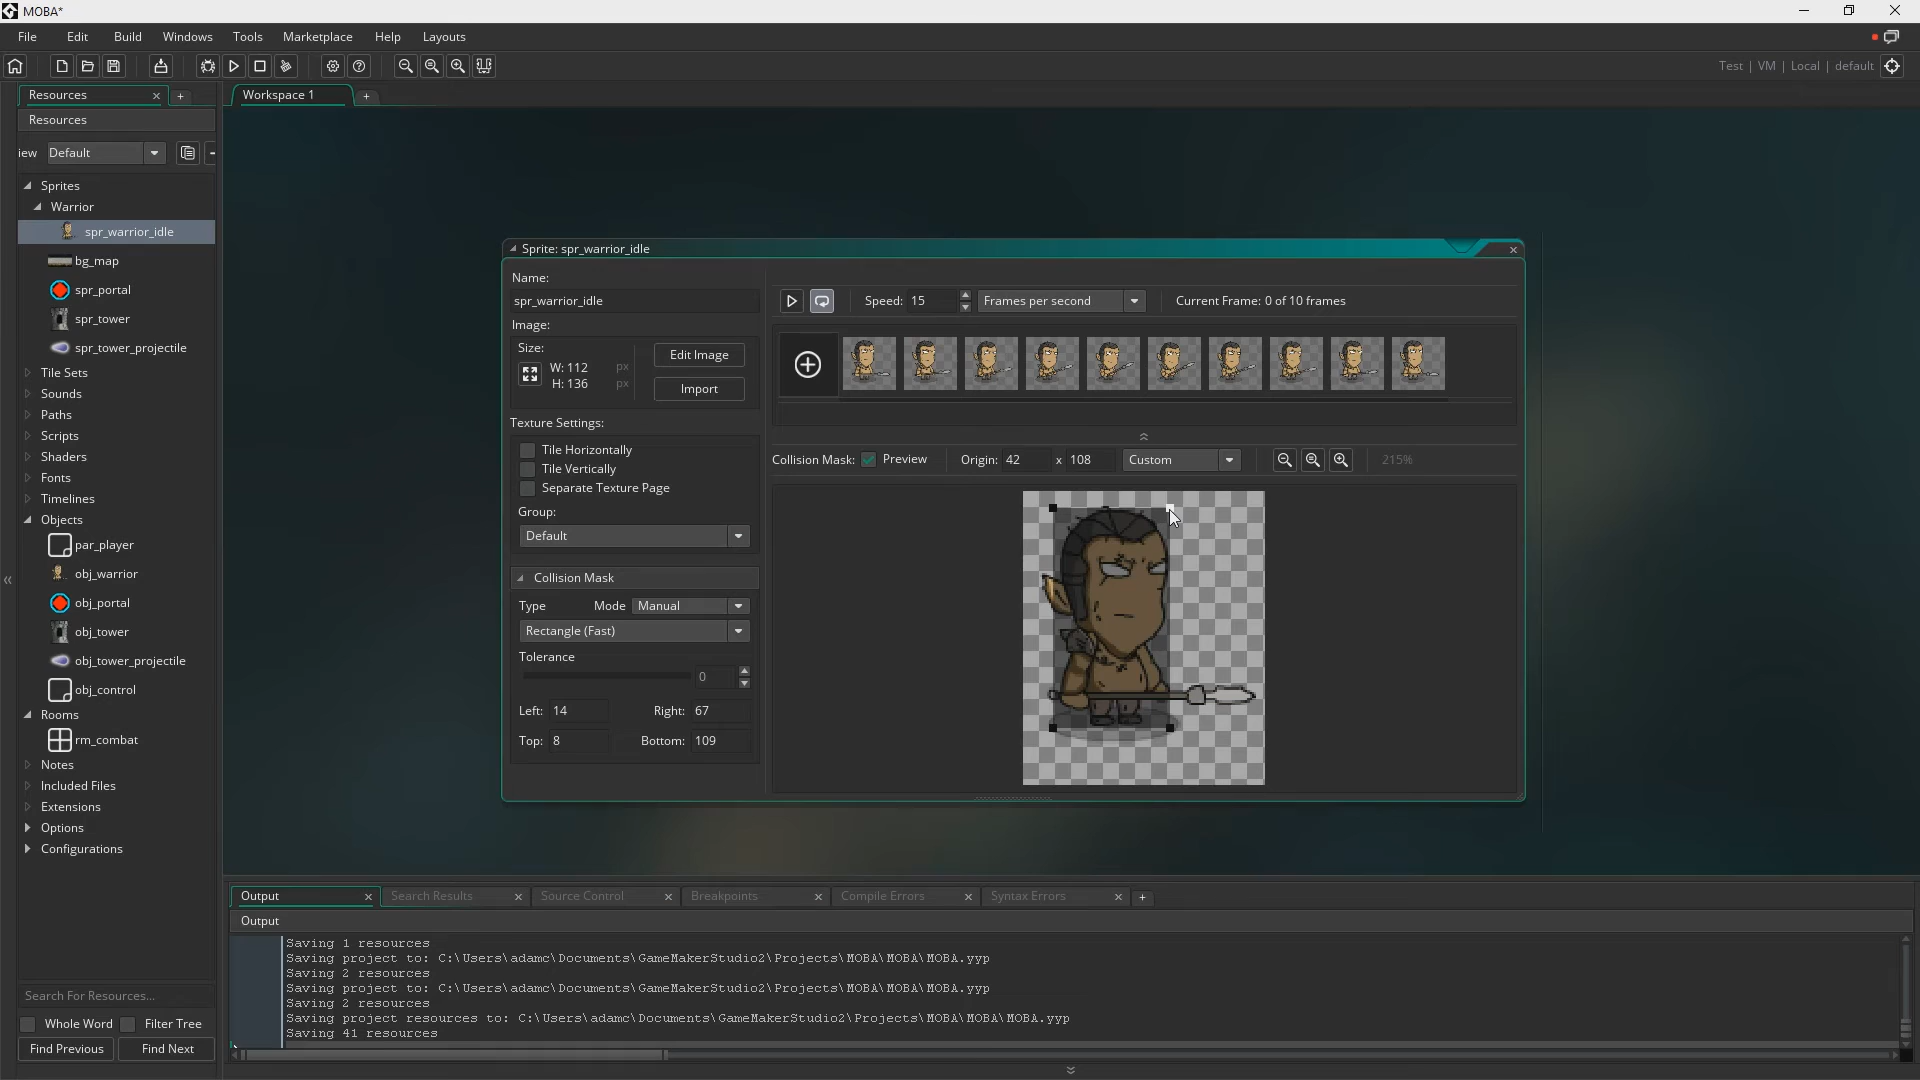 MOBA*
File Edit Build Windows Tools Marketplace Help Layouts
Test | VM | Local | default
Resources
Workspace 1
Resources
iew Default
Sprites
Warrior
spr_warrior_idle
bg_map
spr_portal
spr_tower
spr_tower_projectile
Tile Sets
Sounds
Paths
Scripts
Shaders
Fonts
Timelines
Objects
par_player
obj_warrior
obj_portal
obj_tower
obj_tower_projectile
obj_control
Rooms
rm_combat
Notes
Included Files
Extensions
Options
Configurations
Search For Resources...
Whole Word Filter Tree
Find Previous Find Next
Sprite: spr_warrior_idle
Name:
spr_warrior_idle
Image:
Size:
W: 112 px
H: 136 px
Edit Image
Import
Texture Settings:
Tile Horizontally
Tile Vertically
Separate Texture Page
Group:
Default
Collision Mask
Type Mode Manual
Rectangle (Fast)
Tolerance
0
Left: 14 Right: 67
Top: 8 Bottom: 109
Speed: 15 Frames per second Current Frame: 0 of 10 frames
Collision Mask: Preview Origin: 42 x 108 Custom 215%
Output Search Results Source Control Breakpoints Compile Errors Syntax Errors
Output
Saving 1 resources
Saving project to: C:\Users\adamc\Documents\GameMakerStudio2\Projects\MOBA\MOBA\MOBA.yyp
Saving 2 resources
Saving project to: C:\Users\adamc\Documents\GameMakerStudio2\Projects\MOBA\MOBA\MOBA.yyp
Saving 2 resources
Saving project resources to: C:\Users\adamc\Documents\GameMakerStudio2\Projects\MOBA\MOBA\MOBA.yyp
Saving 41 resources